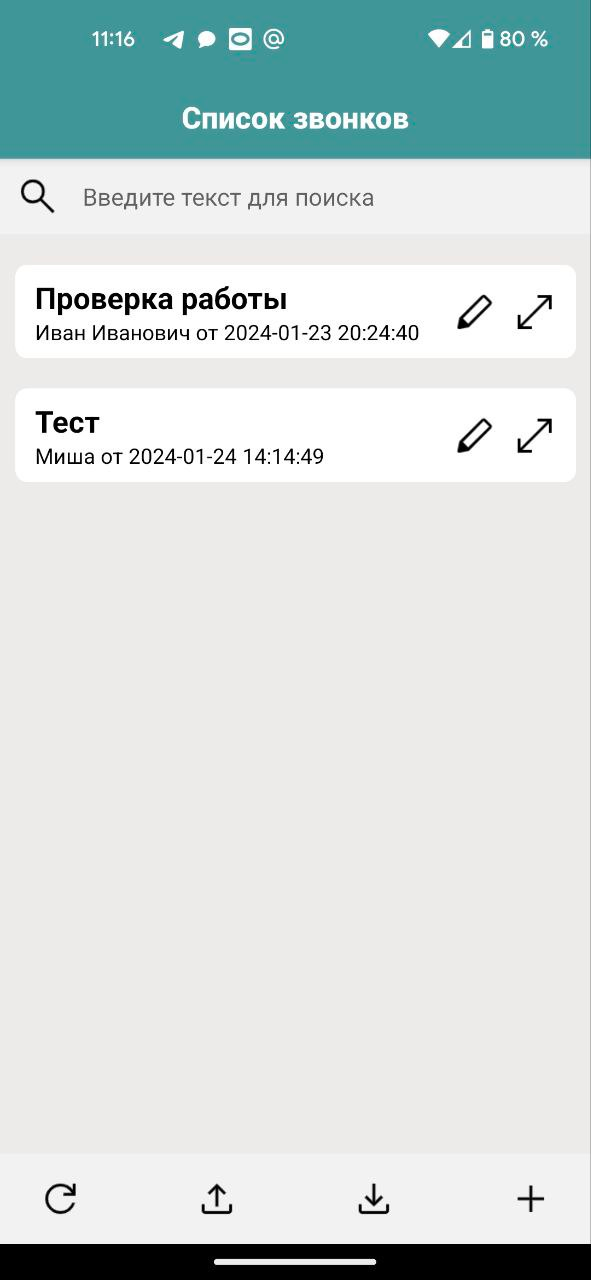 11:16
80 %
Список звонков
Введите текст для поиска
Проверка работы
Иван Иванович от 2024-01-23 20:24:40
Тест
Миша от 2024-01-24 14:14:49